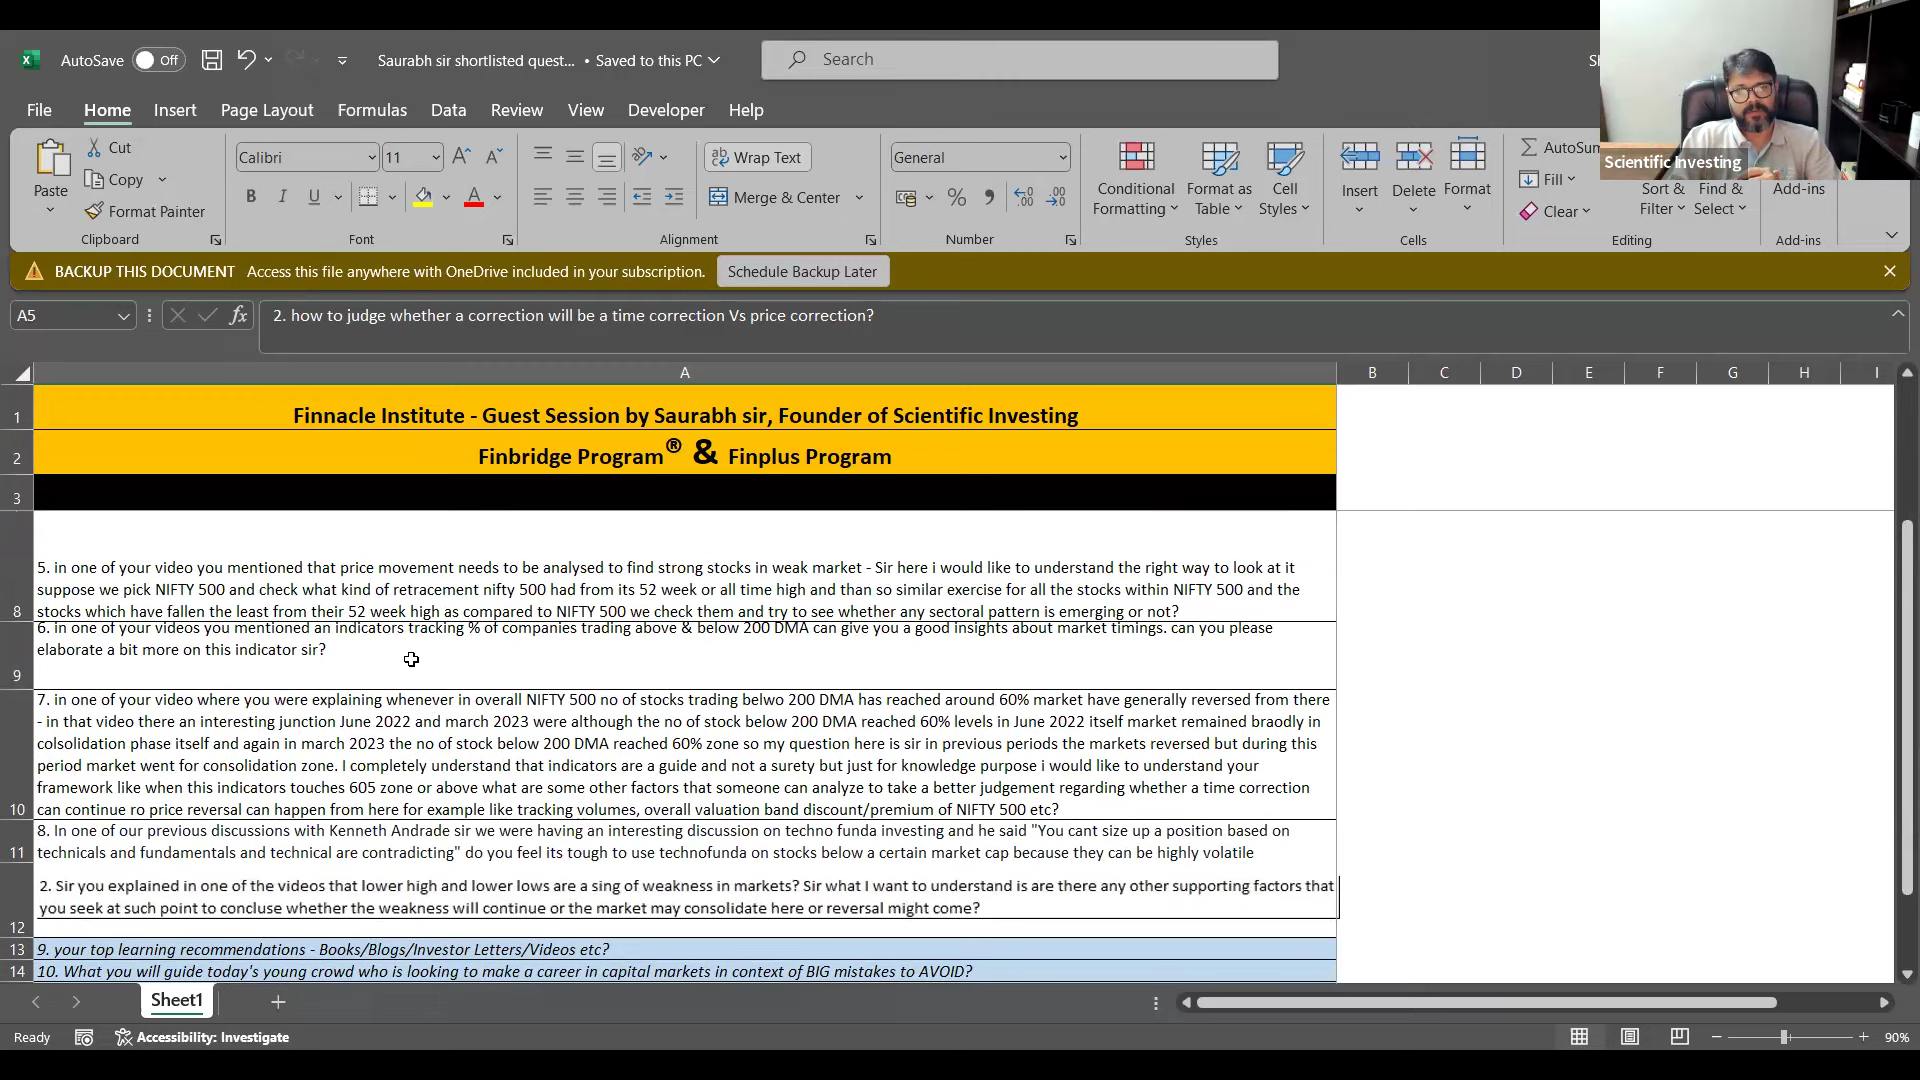 AutoSave Off Saurabh sir shortlisted quest... • Saved to this PC Search
File Home Insert Page Layout Formulas Data Review View Developer Help
Paste Cut Copy Format Painter Clipboard
Calibri 11 B I U A Font
ab Wrap Text Merge & Center Alignment
General % Number
Conditional Formatting Format as Table Cell Styles Styles
Insert Delete Format Cells
AutoSum Fill Clear Sort & Filter Find & Select Editing
Add-ins Add-ins
Scientific Investing
BACKUP THIS DOCUMENT Access this file anywhere with OneDrive included in your subscription. Schedule Backup Later
A5 fx 2. how to judge whether a correction will be a time correction Vs price correction?
A B C D E F G H I
1 Finnacle Institute - Guest Session by Saurabh sir, Founder of Scientific Investing
2 Finbridge Program® & Finplus Program
3
5. in one of your video you mentioned that price movement needs to be analysed to find strong stocks in weak market - Sir here i would like to understand the right way to look at it
suppose we pick NIFTY 500 and check what kind of retracement nifty 500 had from its 52 week or all time high and than so similar exercise for all the stocks within NIFTY 500 and the
8 stocks which have fallen the least from their 52 week high as compared to NIFTY 500 we check them and try to see whether any sectoral pattern is emerging or not?
6. in one of your videos you mentioned an indicators tracking % of companies trading above & below 200 DMA can give you a good insights about market timings. can you please
elaborate a bit more on this indicator sir?
9
7. in one of your video where you were explaining whenever in overall NIFTY 500 no of stocks trading belwo 200 DMA has reached around 60% market have generally reversed from there
- in that video there an interesting junction June 2022 and march 2023 were although the no of stock below 200 DMA reached 60% levels in June 2022 itself market remained braodly in
colsolidation phase itself and again in march 2023 the no of stock below 200 DMA reached 60% zone so my question here is sir in previous periods the markets reversed but during this
period market went for consolidation zone. I completely understand that indicators are a guide and not a surety but just for knowledge purpose i would like to understand your
framework like when this indicators touches 605 zone or above what are some other factors that someone can analyze to take a better judgement regarding whether a time correction
10 can continue ro price reversal can happen from here for example like tracking volumes, overall valuation band discount/premium of NIFTY 500 etc?
8. In one of our previous discussions with Kenneth Andrade sir we were having an interesting discussion on techno funda investing and he said "You cant size up a position based on
11 technicals and fundamentals and technical are contradicting" do you feel its tough to use technofunda on stocks below a certain market cap because they can be highly volatile
2. Sir you explained in one of the videos that lower high and lower lows are a sing of weakness in markets? Sir what I want to understand is are there any other supporting factors that
you seek at such point to concluse whether the weakness will continue or the market may consolidate here or reversal might come?
12
13 9. your top learning recommendations - Books/Blogs/Investor Letters/Videos etc?
14 10. What you will guide today's young crowd who is looking to make a career in capital markets in context of BIG mistakes to AVOID?
Sheet1
Ready Accessibility: Investigate 90%